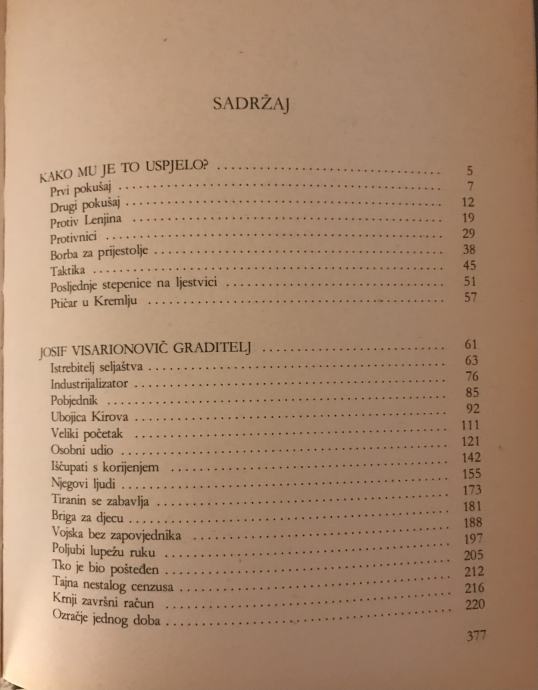 SADRŽAJ
KAKO MU JE TO USPJELO? 5
Prvi pokušaj 7
Drugi pokušaj 12
Protiv Lenjina 19
Protivnici 29
Borba za prijestolje 38
Taktika 45
Posljednje stepenice na ljestvici 51
Ptičar u Kremlju 57
JOSIF VISARIONOVIČ GRADITELJ 61
Istrebitelj seljaštva 63
Industrijalizator 76
Pobjednik 85
Ubojica Kirova 92
Veliki početak 111
Osobni udio 121
Iščupati s korijenjem 142
Njegovi ljudi 155
Tiranin se zabavlja 173
Briga za djecu 181
Vojska bez zapovjednika 188
Poljubi lupežu ruku 197
Tko je bio pošteđen 205
Tajna nestalog cenzusa 212
Krnji završni račun 216
Ozračje jednog doba 220
377